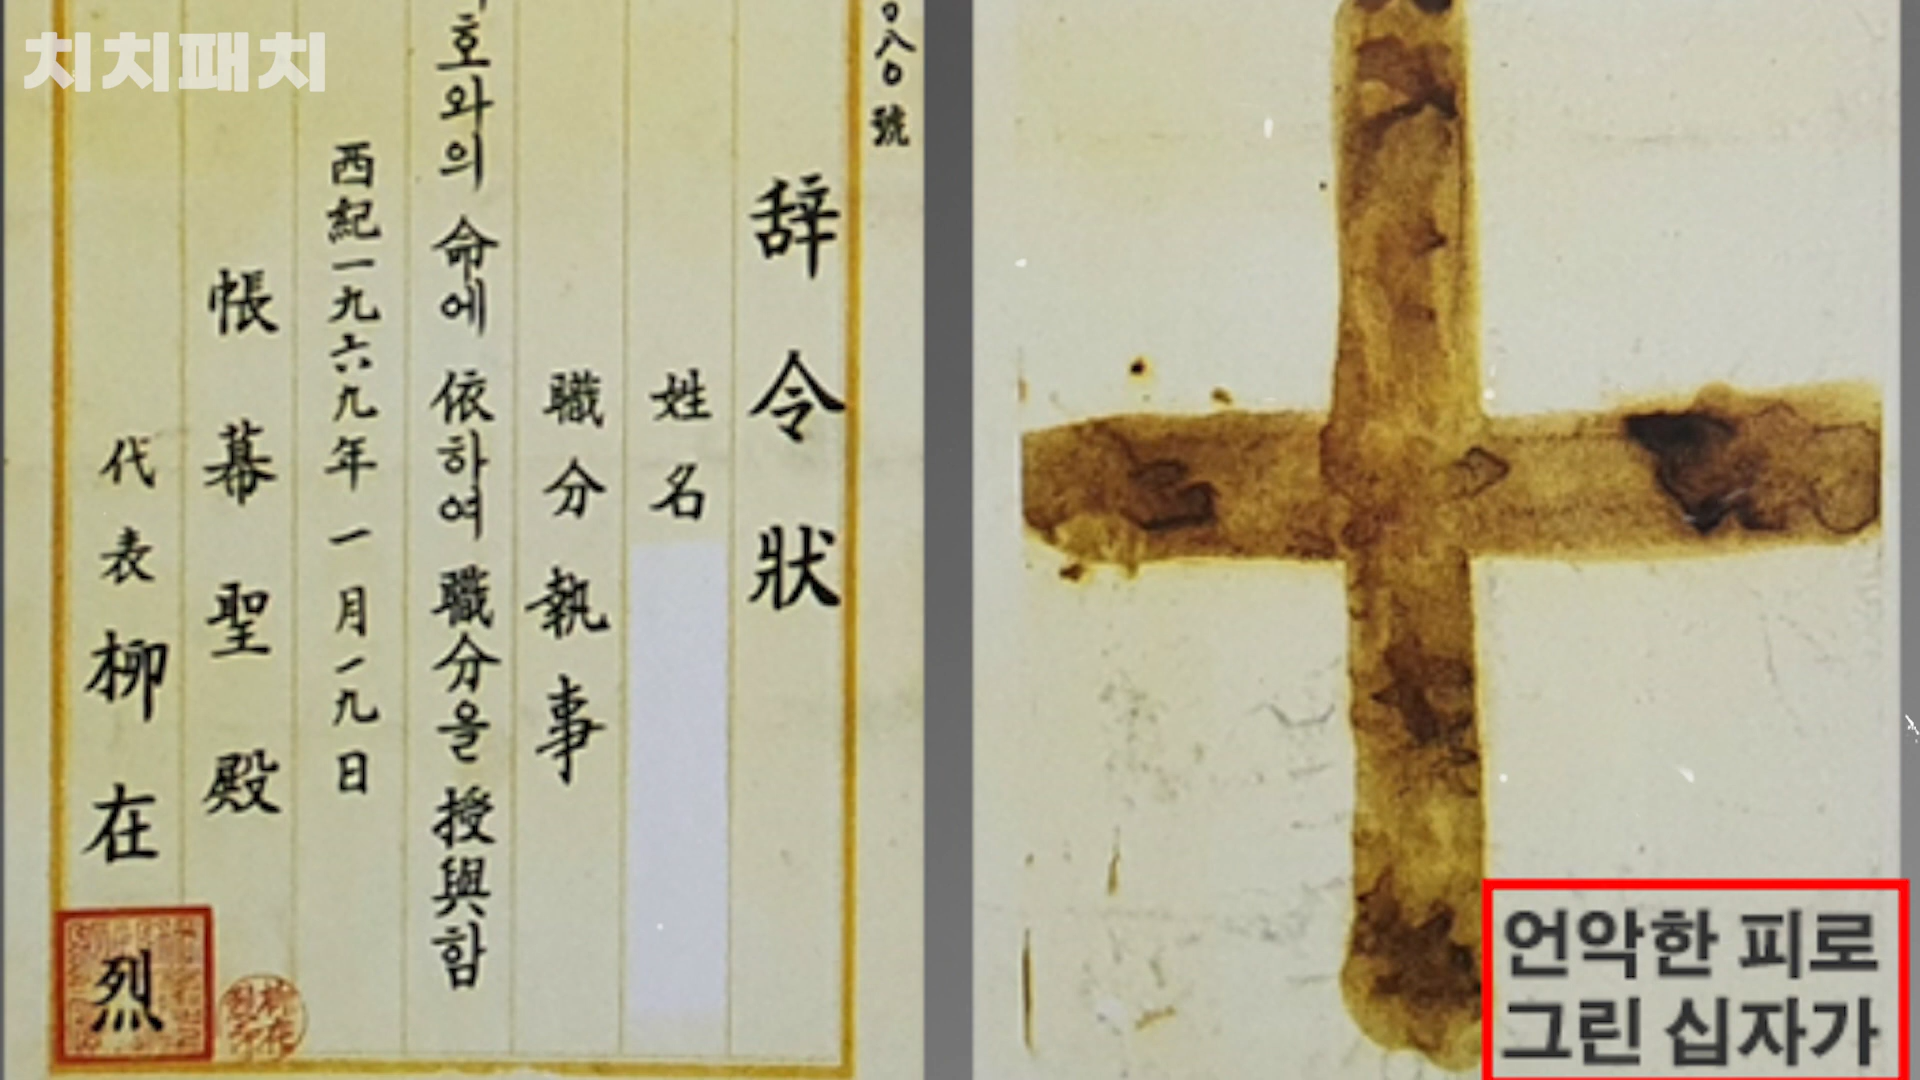 치치패치
八〇號
辞令狀
姓名
職分執事
호와의 命에 依하여 職分을 授與함
西紀一九六九年一月一九日
帳幕聖殿
代表 柳在烈
언약한 피로
그린 십자가